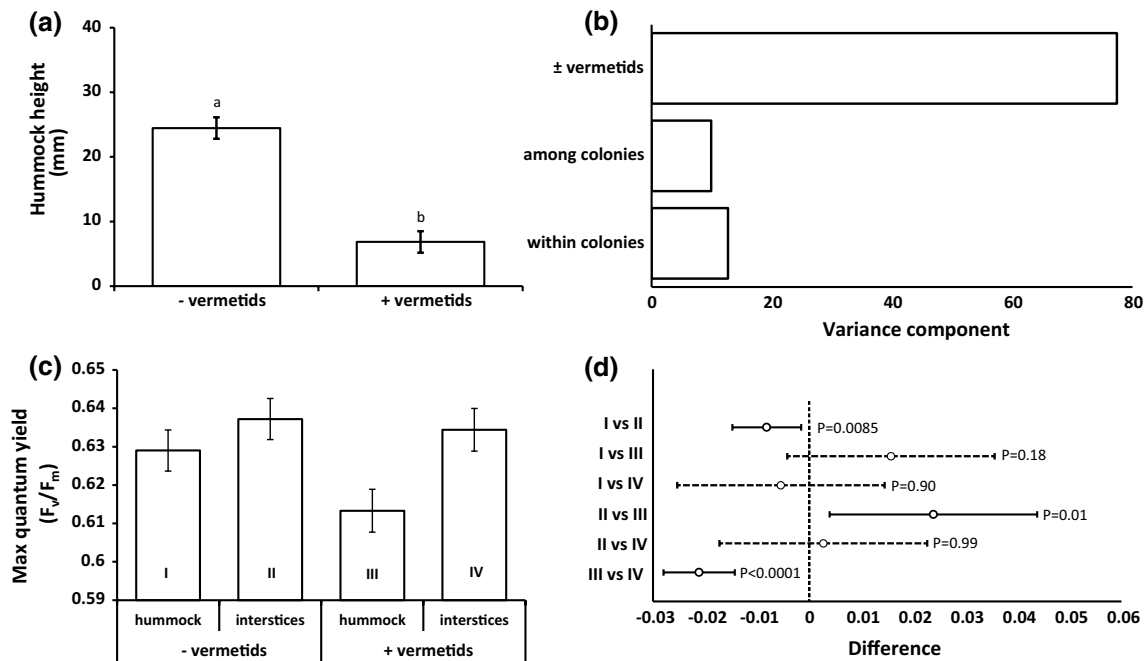 (a)
40
30
20
10
0
Hummock height
(mm)
a
b
- vermetids
+ vermetids
(b)
± vermetids
among colonies
within colonies
0
20
40
60
80
Variance component
(c)
0.65
0.64
0.63
0.62
0.61
0.6
0.59
Max quantum yield
(Fv/Fm)
I
II
III
IV
hummock
interstices
hummock
interstices
- vermetids
+ vermetids
(d)
I vs II
I vs III
I vs IV
II vs III
II vs IV
III vs IV
P=0.0085
P=0.18
P=0.90
P=0.01
P=0.99
P<0.0001
-0.03
-0.02
-0.01
0
0.01
0.02
0.03
0.04
0.05
0.06
Difference